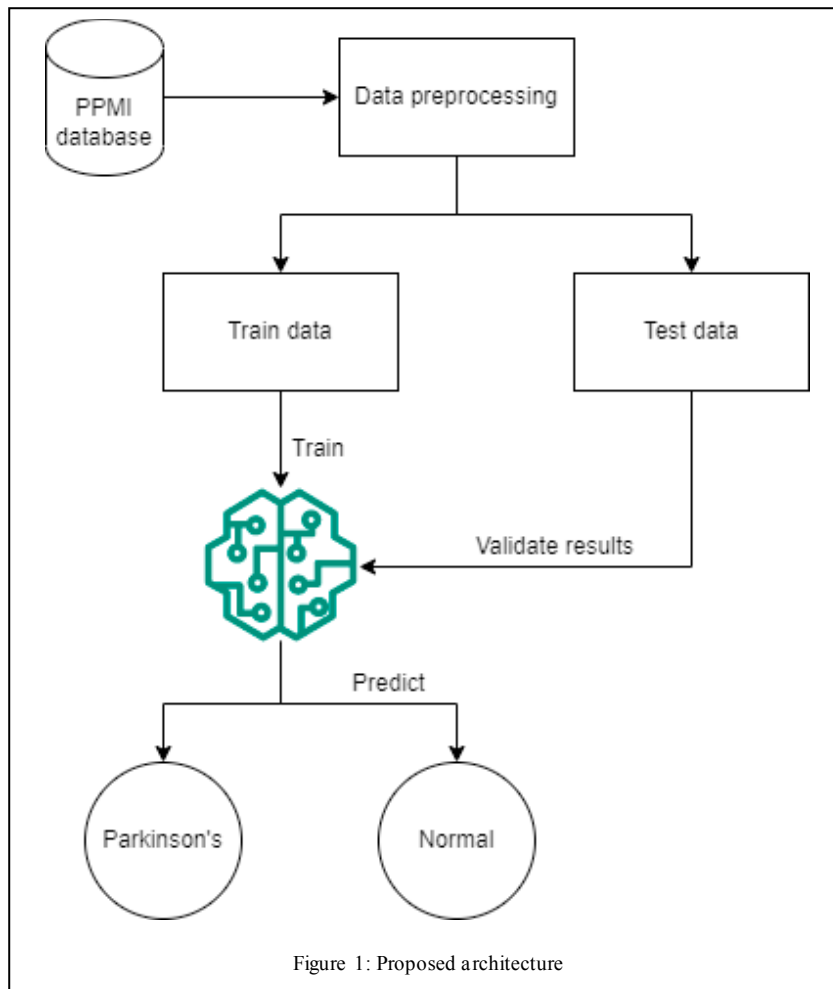 PPMI
database
Data preprocessing
Train data
Test data
Train
Validate results
Predict
Parkinson's
Normal
Figure 1: Proposed architecture